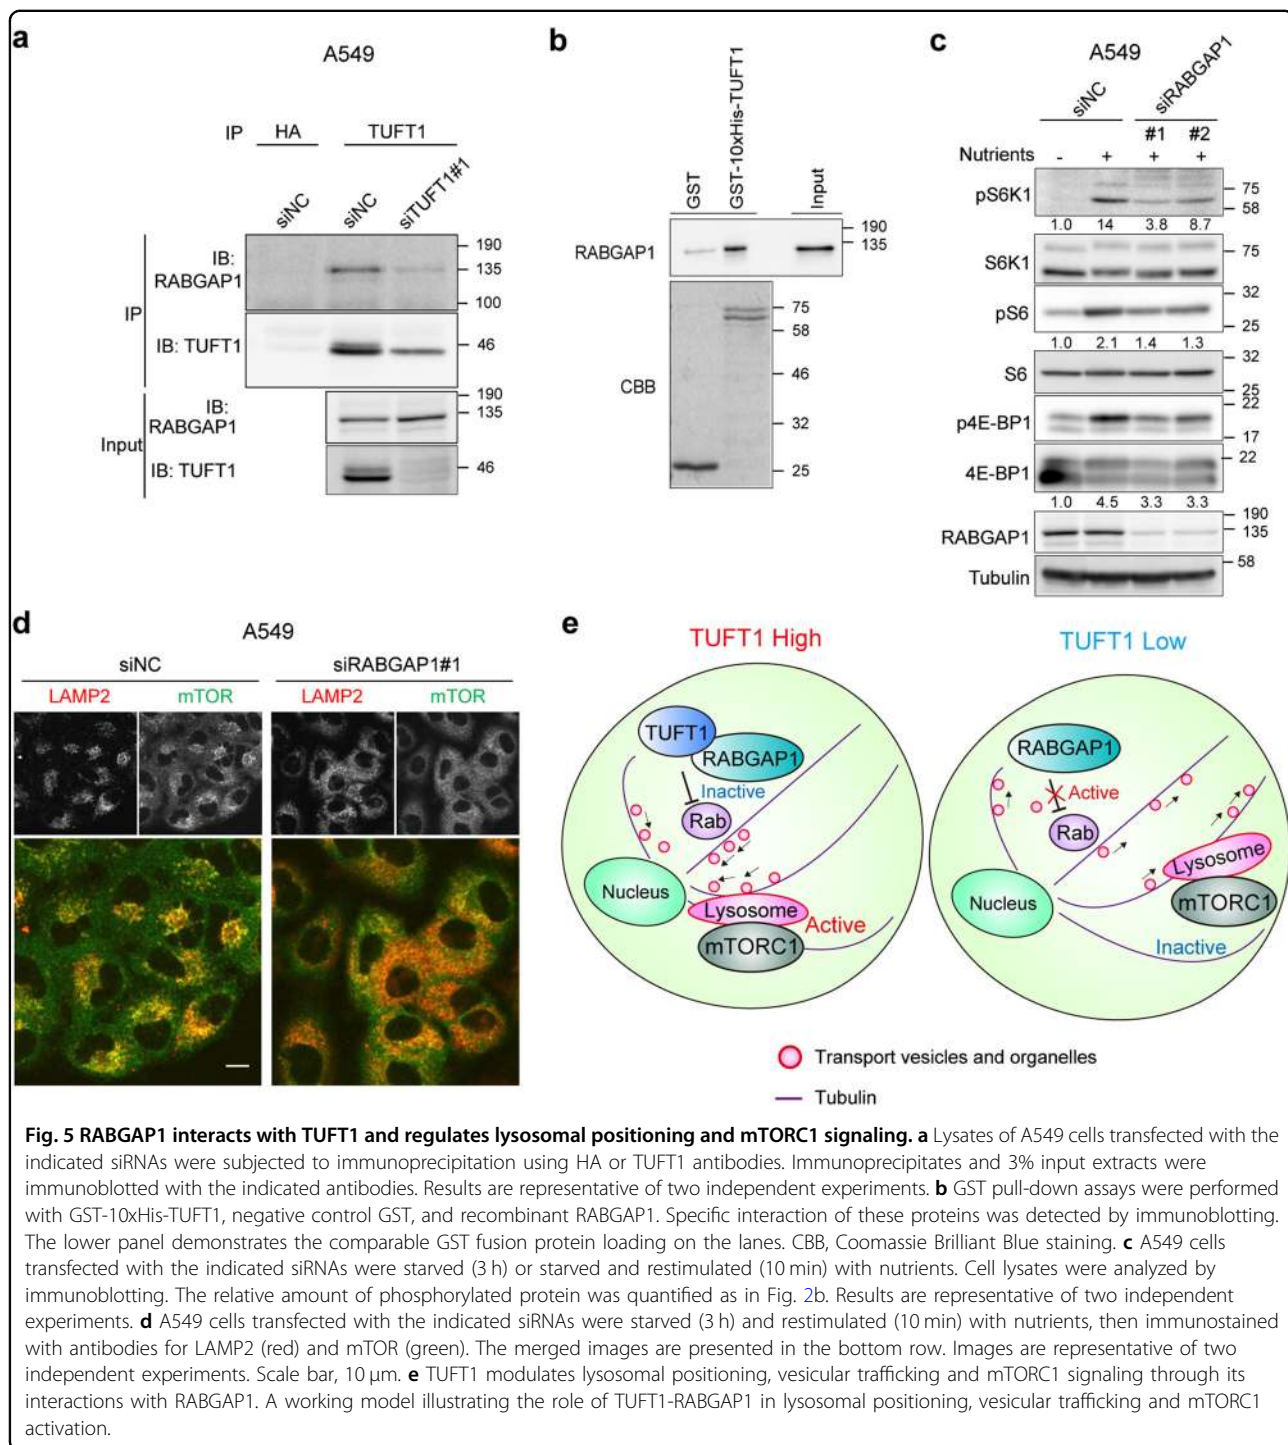 a
A549
IP HA TUFT1
siNC siNC siTUFT1#1
IB: RABGAP1
190
135
100
IP
IB: TUFT1
46
IB: RABGAP1
190
135
Input
IB: TUFT1
46
b
GST GST-10xHis-TUFT1 Input
RABGAP1
190
135
CBB
75
58
46
32
25
c
A549
siNC siRABGAP1
#1 #2
Nutrients - + + +
pS6K1
75
58
1.0 14 3.8 8.7
S6K1
75
pS6
32
25
1.0 2.1 1.4 1.3
S6
32
25
p4E-BP1
22
17
4E-BP1
22
1.0 4.5 3.3 3.3
RABGAP1
190
135
Tubulin
58
d
A549
siNC siRABGAP1#1
LAMP2 mTOR LAMP2 mTOR
e
TUFT1 High
TUFT1
RABGAP1
Inactive
Rab
Nucleus
Lysosome
Active
mTORC1
TUFT1 Low
RABGAP1
Active
Rab
Lysosome
Nucleus
mTORC1
Inactive
Transport vesicles and organelles
Tubulin
Fig. 5 RABGAP1 interacts with TUFT1 and regulates lysosomal positioning and mTORC1 signaling. a Lysates of A549 cells transfected with the
indicated siRNAs were subjected to immunoprecipitation using HA or TUFT1 antibodies. Immunoprecipitates and 3% input extracts were
immunoblotted with the indicated antibodies. Results are representative of two independent experiments. b GST pull-down assays were performed
with GST-10xHis-TUFT1, negative control GST, and recombinant RABGAP1. Specific interaction of these proteins was detected by immunoblotting.
The lower panel demonstrates the comparable GST fusion protein loading on the lanes. CBB, Coomassie Brilliant Blue staining. c A549 cells
transfected with the indicated siRNAs were starved (3 h) or starved and restimulated (10 min) with nutrients. Cell lysates were analyzed by
immunoblotting. The relative amount of phosphorylated protein was quantified as in Fig. 2b. Results are representative of two independent
experiments. d A549 cells transfected with the indicated siRNAs were starved (3 h) and restimulated (10 min) with nutrients, then immunostained
with antibodies for LAMP2 (red) and mTOR (green). The merged images are presented in the bottom row. Images are representative of two
independent experiments. Scale bar, 10 μm. e TUFT1 modulates lysosomal positioning, vesicular trafficking and mTORC1 signaling through its
interactions with RABGAP1. A working model illustrating the role of TUFT1-RABGAP1 in lysosomal positioning, vesicular trafficking and mTORC1
activation.